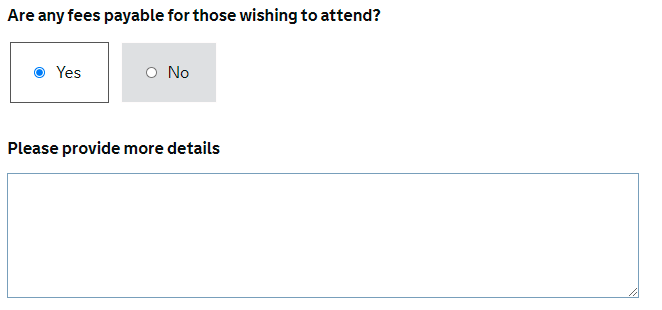 Are any fees payable for those wishing to attend?
Yes No
Please provide more details